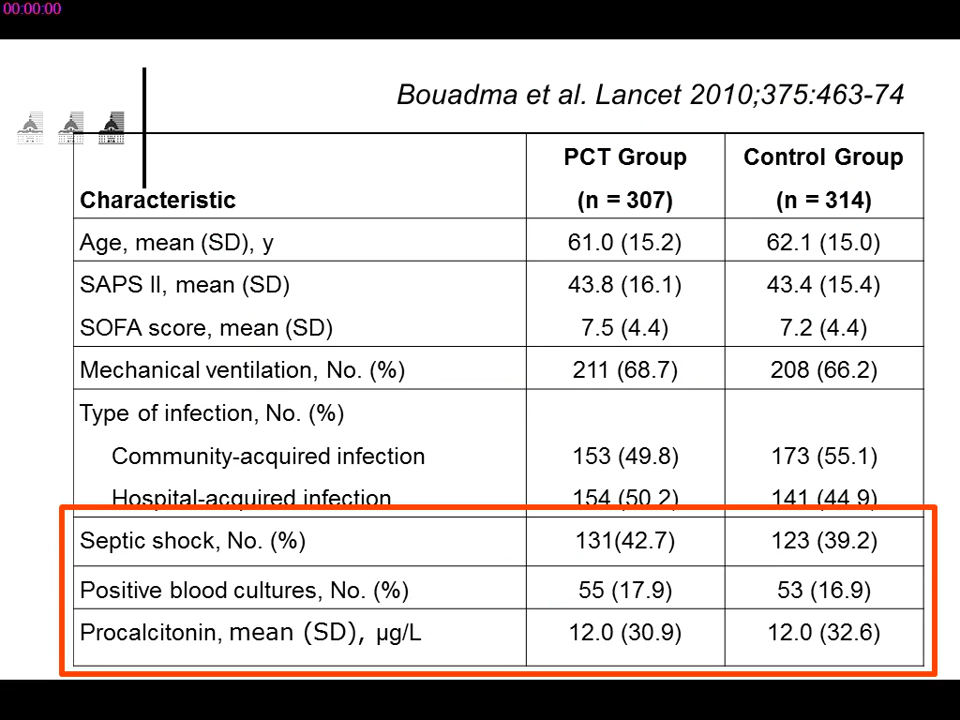 00:00:00
Bouadma et al. Lancet 2010;375:463-74
PCT Group Control Group
Characteristic (n = 307) (n = 314)
Age, mean (SD), y 61.0 (15.2) 62.1 (15.0)
SAPS II, mean (SD) 43.8 (16.1) 43.4 (15.4)
SOFA score, mean (SD) 7.5 (4.4) 7.2 (4.4)
Mechanical ventilation, No. (%) 211 (68.7) 208 (66.2)
Type of infection, No. (%)
Community-acquired infection 153 (49.8) 173 (55.1)
Hospital-acquired infection 154 (50.2) 141 (44.9)
Septic shock, No. (%) 131(42.7) 123 (39.2)
Positive blood cultures, No. (%) 55 (17.9) 53 (16.9)
Procalcitonin, mean (SD), µg/L 12.0 (30.9) 12.0 (32.6)